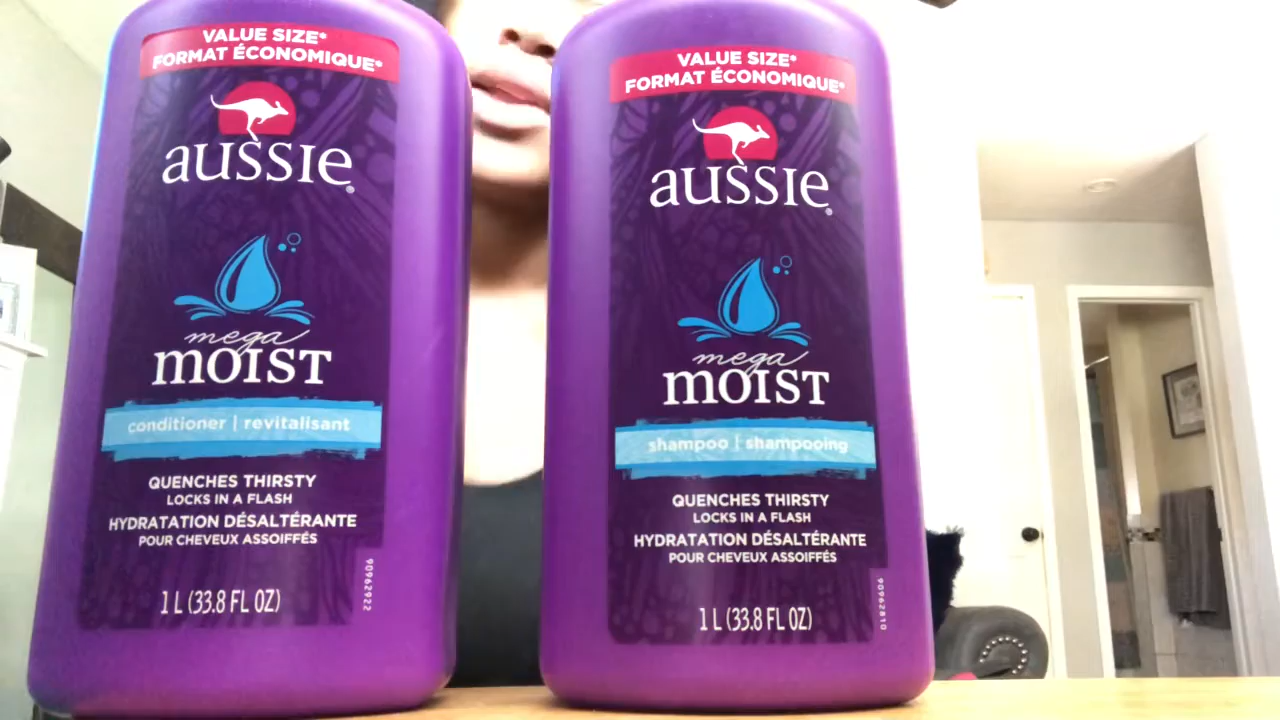 VALUE SIZE*
FORMAT ÉCONOMIQUE*
aussie®
mega
MOIST
conditioner | revitalisant
QUENCHES THIRSTY
LOCKS IN A FLASH
HYDRATATION DÉSALTÉRANTE
POUR CHEVEUX ASSOIFFÉS
1 L (33.8 FL OZ)
90962922
VALUE SIZE*
FORMAT ÉCONOMIQUE*
aussie®
mega
MOIST
shampoo | shampooing
QUENCHES THIRSTY
LOCKS IN A FLASH
HYDRATATION DÉSALTÉRANTE
POUR CHEVEUX ASSOIFFÉS
1 L (33.8 FL OZ)
90962810